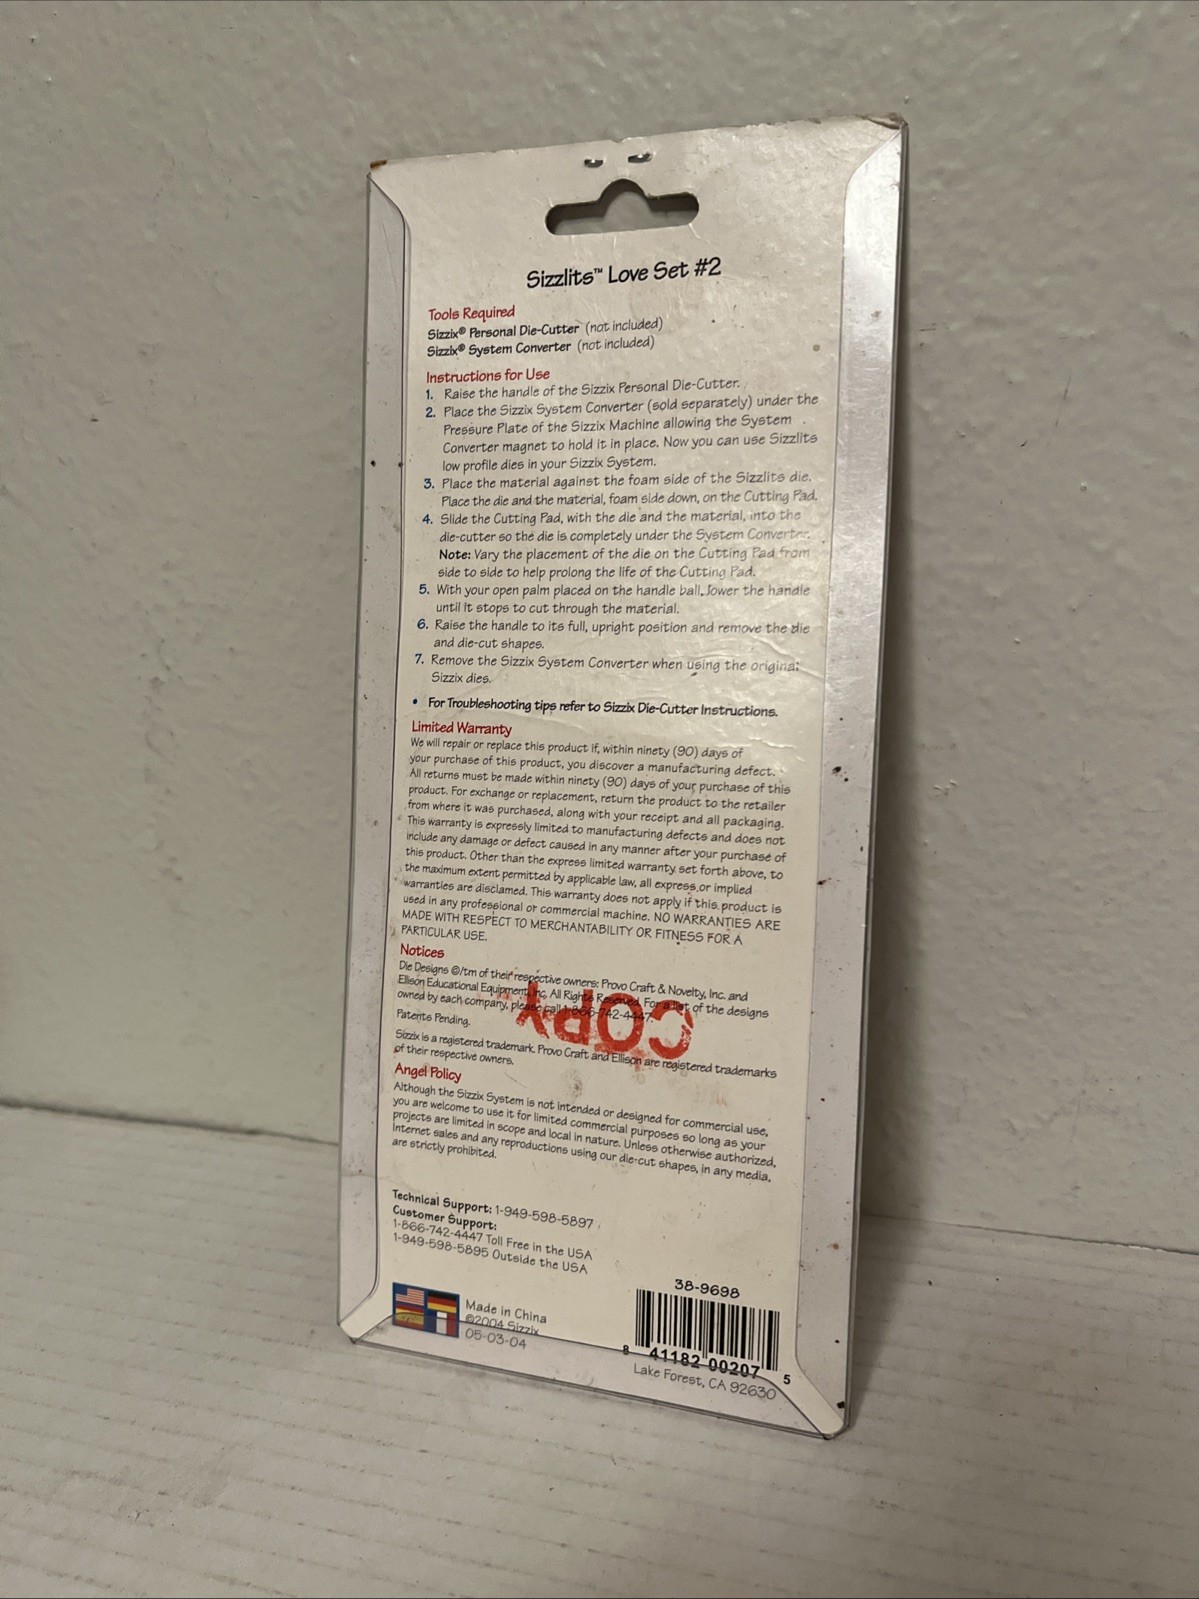 Sizzlits™ Love Set #2
Tools Required
Sizzix® Personal Die-Cutter (not included)
Sizzix® System Converter (not included)
Instructions for Use
1. Raise the handle of the Sizzix Personal Die-Cutter.
2. Place the Sizzix System Converter (sold separately) under the
Pressure Plate of the Sizzix Machine allowing the System
Converter magnet to hold it in place. Now you can use Sizzlits
low profile dies in your Sizzix System.
3. Place the material against the foam side of the Sizzlits die.
Place the die and the material, foam side down, on the Cutting Pad.
4. Slide the Cutting Pad, with the die and the material, into the
die-cutter so the die is completely under the System Converter.
Note: Vary the placement of the die on the Cutting Pad from
side to side to help prolong the life of the Cutting Pad.
5. With your open palm placed on the handle ball, lower the handle
until it stops to cut through the material.
6. Raise the handle to its full, upright position and remove the die
and die-cut shapes.
7. Remove the Sizzix System Converter when using the original
Sizzix dies.
• For Troubleshooting tips refer to Sizzix Die-Cutter Instructions.
Limited Warranty
We will repair or replace this product if, within ninety (90) days of
your purchase of this product, you discover a manufacturing defect.
All returns must be made within ninety (90) days of your purchase of this
product. For exchange or replacement, return the product to the retailer
from where it was purchased, along with your receipt and all packaging.
This warranty is expressly limited to manufacturing defects and does not
include any damage or defect caused in any manner after your purchase of
this product. Other than the express limited warranty set forth above, to
the maximum extent permitted by applicable law, all express or implied
warranties are disclamed. This warranty does not apply if this product is
used in any professional or commercial machine. NO WARRANTIES ARE
MADE WITH RESPECT TO MERCHANTABILITY OR FITNESS FOR A
PARTICULAR USE.
Notices
Die Designs ©/tm of their respective owners: Provo Craft & Novelty, Inc. and
Ellison Educational Equipment, Inc. All Rights Reserved. For a list of the designs
owned by each company, please call 1-866-742-4447.
COPY
Patents Pending.
Sizzix is a registered trademark. Provo Craft and Ellison are registered trademarks
of their respective owners.
Angel Policy
Although the Sizzix System is not intended or designed for commercial use,
you are welcome to use it for limited commercial purposes so long as your
projects are limited in scope and local in nature. Unless otherwise authorized,
Internet sales and any reproductions using our die-cut shapes, in any media,
are strictly prohibited.
Technical Support: 1-949-598-5897
Customer Support:
1-866-742-4447 Toll Free in the USA
1-949-598-5895 Outside the USA
Made in China
©2004 Sizzix
05-03-04
38-9698
8 41182 00207 5
Lake Forest, CA 92630